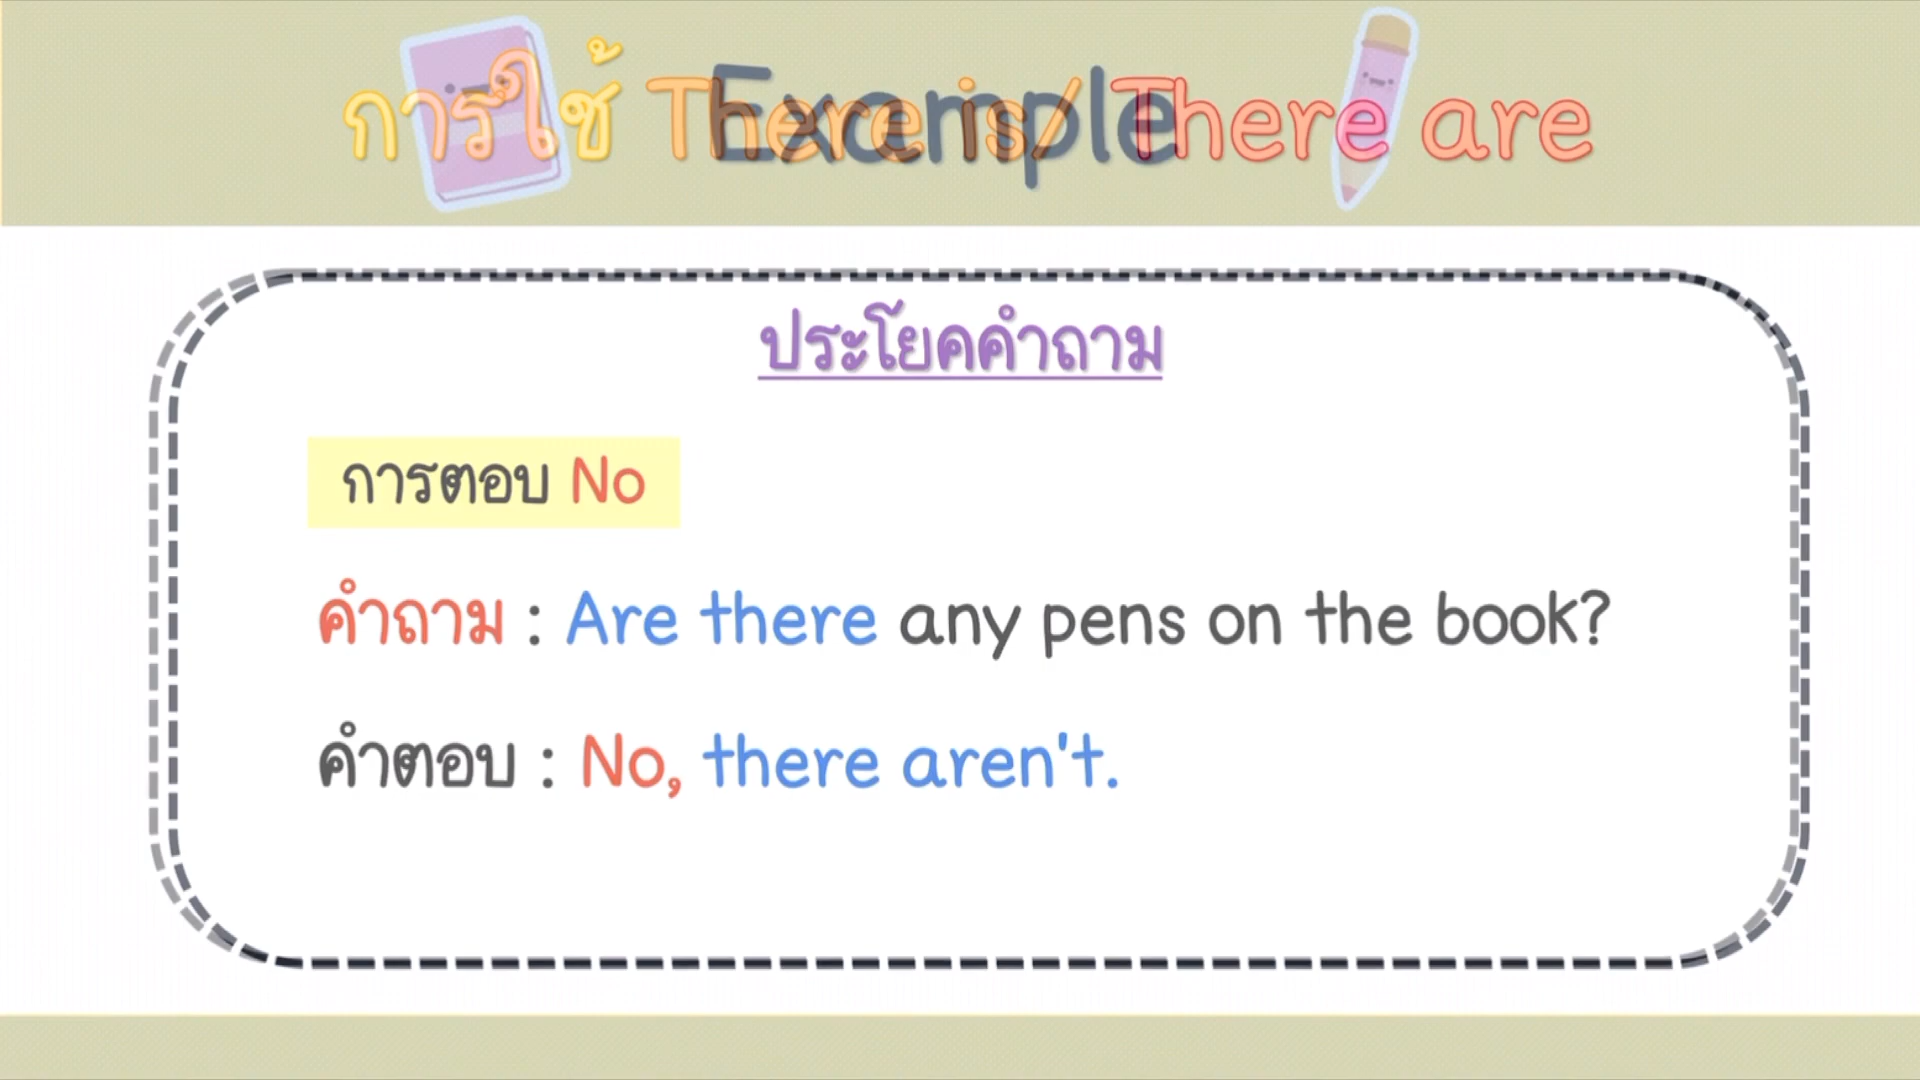 การใช้ There is/ There are
Example
ประโยคคำถาม
การตอบ No
คำถาม : Are there any pens on the book?
คำตอบ : No, there aren't.